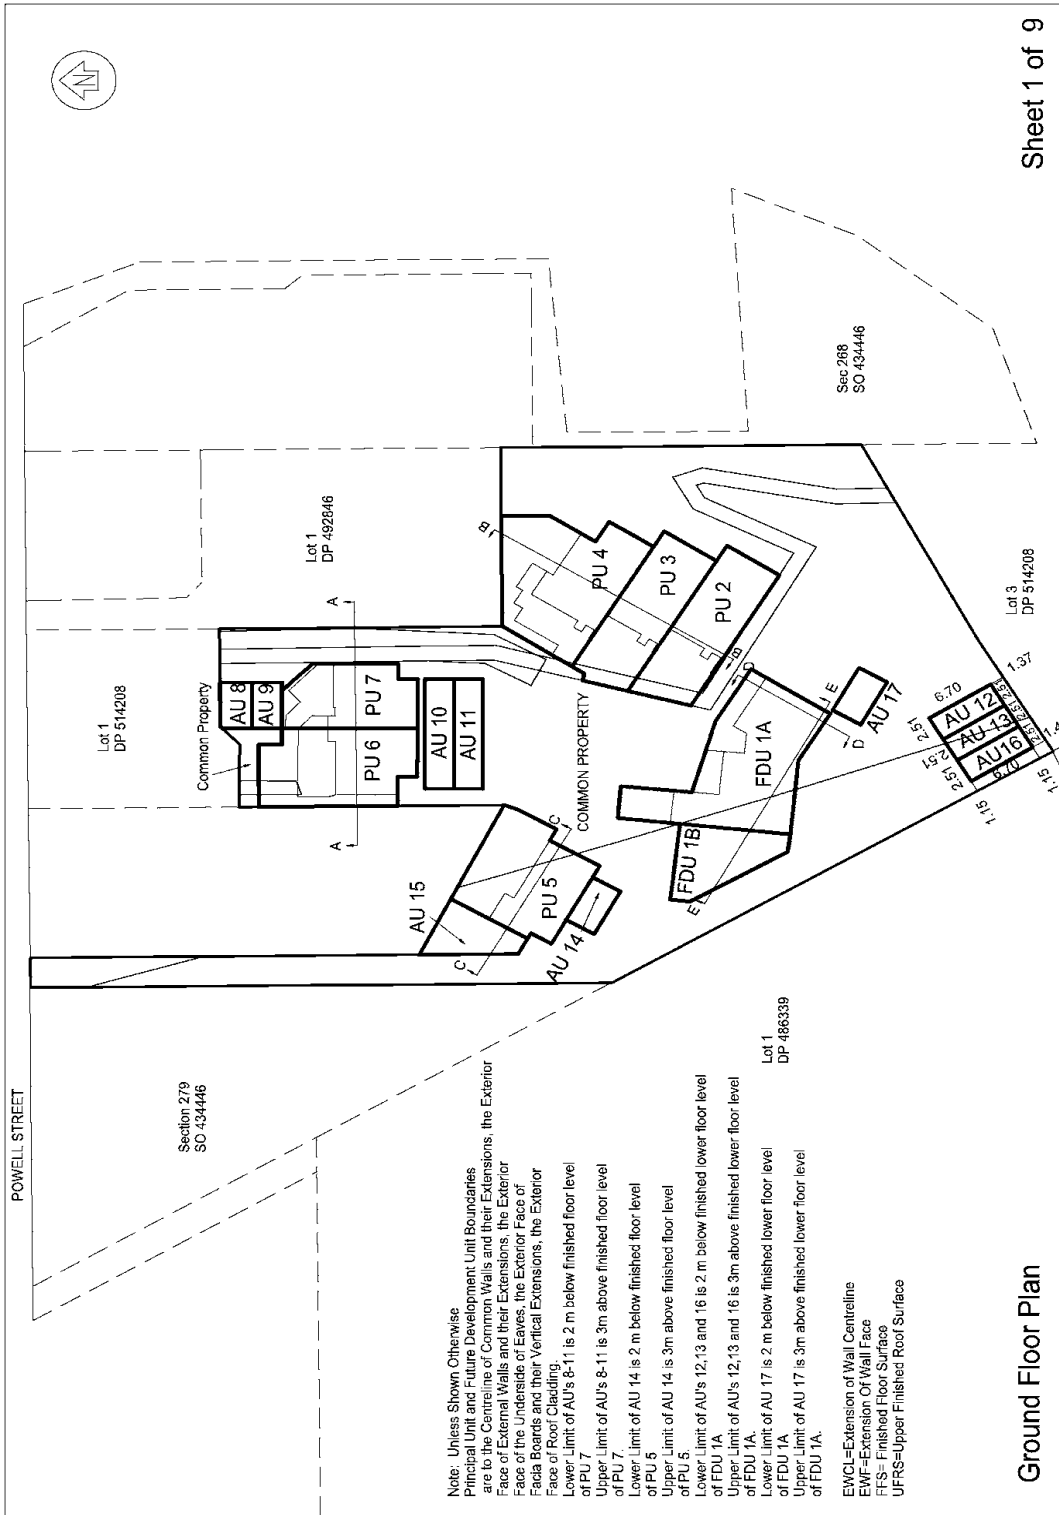 POWELL STREET
N
Section 279
SO 434446
Lot 1
DP 514208
Lot 1
DP 492846
Sec 268
SO 434446
Lot 3
DP 514208
Lot 1
DP 486339
Common Property
AU 8
AU 9
PU 7
PU 6
AU 10
AU 11
A
A
B
B
PU 4
PU 3
PU 2
COMMON PROPERTY
C
C
AU 15
PU 5
AU 14
FDU 1A
FDU 1B
D
D
E
E
AU 17
AU 12
AU 13
AU16
6.70
6.70
2.51
2.51
2.51
2.51
2.51
2.51
1.37
1.15
1.15
Note: Unless Shown Otherwise
Principal Unit and Future Development Unit Boundaries
are to the Centreline of Common Walls and their Extensions, the Exterior
Face of External Walls and their Extensions, the Exterior
Face of the Underside of Eaves, the Exterior Face of
Facia Boards and their Vertical Extensions, the Exterior
Face of Roof Cladding.
Lower Limit of AU's 8-11 is 2 m below finished floor level
of PU 7
Upper Limit of AU's 8-11 is 3m above finished floor level
of PU 7.
Lower Limit of AU 14 is 2 m below finished floor level
of PU 5
Upper Limit of AU 14 is 3m above finished floor level
of PU 5.
Lower Limit of AU's 12,13 and 16 is 2 m below finished lower floor level
of FDU 1A
Upper Limit of AU's 12,13 and 16 is 3m above finished lower floor level
of FDU 1A.
Lower Limit of AU 17 is 2 m below finished lower floor level
of FDU 1A
Upper Limit of AU 17 is 3m above finished lower floor level
of FDU 1A.
EWCL=Extension of Wall Centreline
EWF=Extension Of Wall Face
FFS= Finished Floor Surface
UFRS=Upper Finished Roof Surface
Ground Floor Plan
Sheet 1 of 9